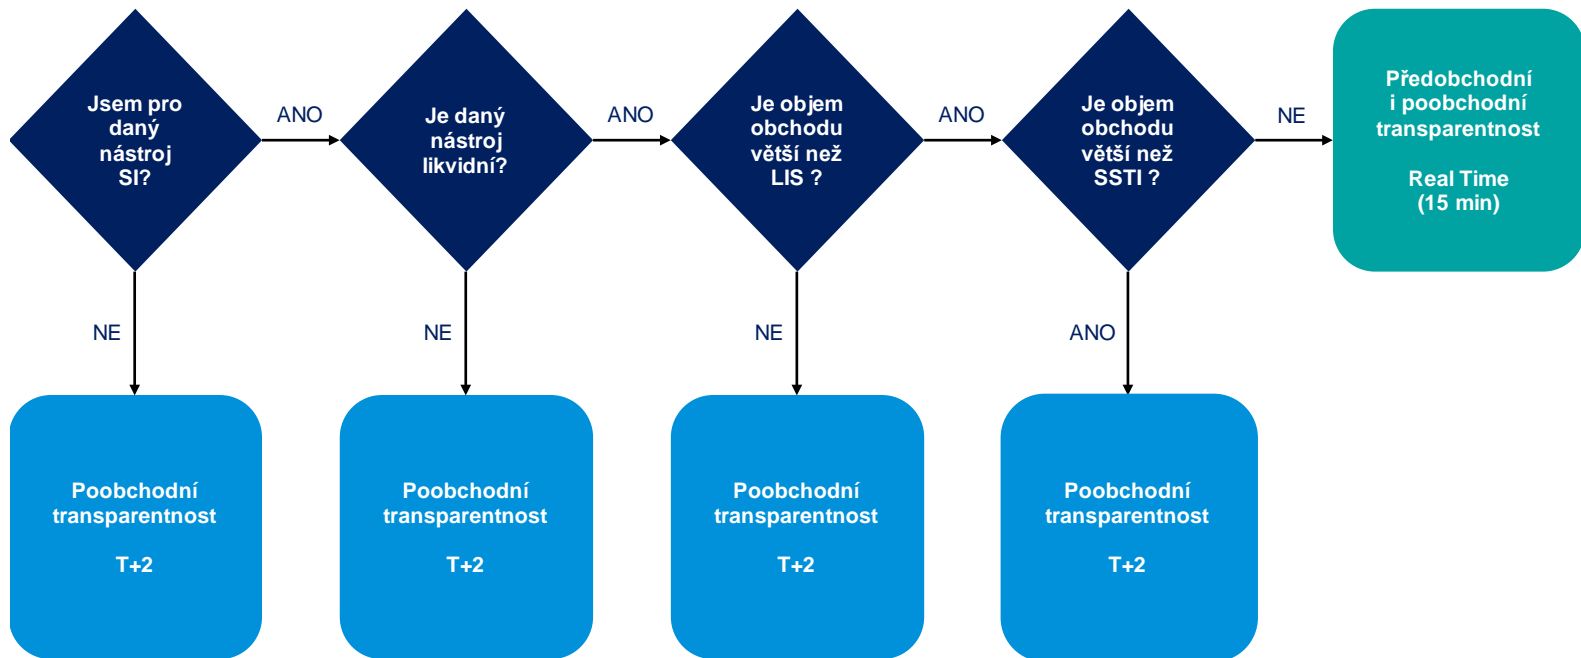 Jsem pro
daný
nástroj
SI?
ANO
Je daný
nástroj
likvidní?
ANO
Je objem
obchodu
větší než
LIS ?
ANO
Je objem
obchodu
větší než
SSTI ?
NE
Předobchodní
i poobchodní
transparentnost
Real Time
(15 min)
NE
NE
NE
ANO
Poobchodní
transparentnost
T+2
Poobchodní
transparentnost
T+2
Poobchodní
transparentnost
T+2
Poobchodní
transparentnost
T+2